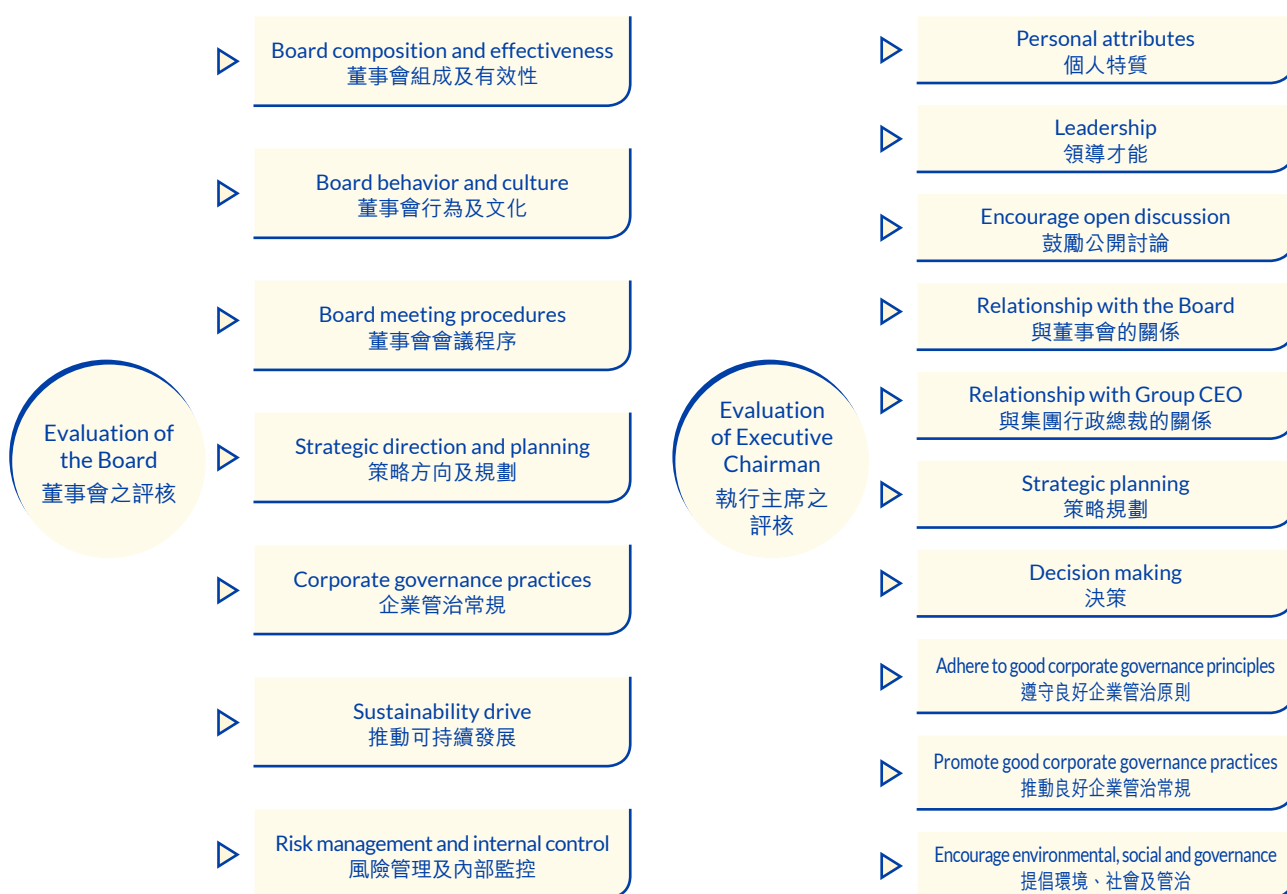 Evaluation of
the Board
董事會之評核
Board composition and effectiveness
董事會組成及有效性
Board behavior and culture
董事會行為及文化
Board meeting procedures
董事會會議程序
Strategic direction and planning
策略方向及規劃
Corporate governance practices
企業管治常規
Sustainability drive
推動可持續發展
Risk management and internal control
風險管理及內部監控
Evaluation
of Executive
Chairman
執行主席之
評核
Personal attributes
個人特質
Leadership
領導才能
Encourage open discussion
鼓勵公開討論
Relationship with the Board
與董事會的關係
Relationship with Group CEO
與集團行政總裁的關係
Strategic planning
策略規劃
Decision making
決策
Adhere to good corporate governance principles
遵守良好企業管治原則
Promote good corporate governance practices
推動良好企業管治常規
Encourage environmental, social and governance
提倡環境、社會及管治